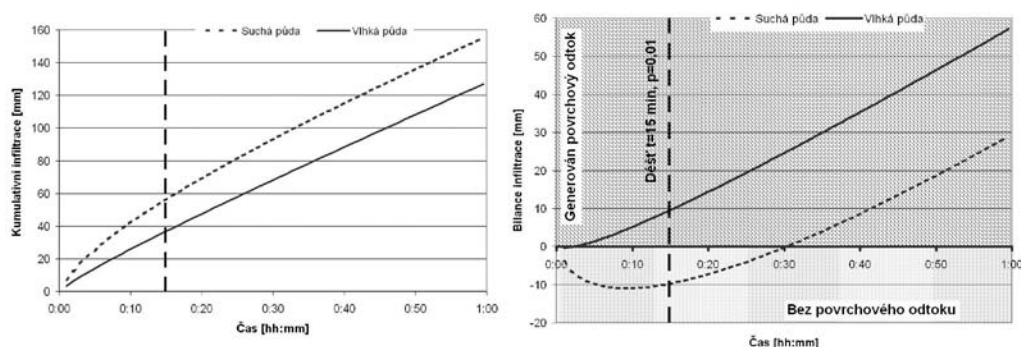 Suchá půda
Vlhká půda
Kumulativní infiltrace [mm]
160
140
120
100
80
60
40
20
0
0:00
0:10
0:20
0:30
0:40
0:50
1:00
Čas [hh:mm]
Suchá půda
Vlhká půda
Bilance infiltrace [mm]
60
50
40
30
20
10
0
-10
-20
Generován povrchový odtok
Déšť t=15 min, p=0,01
0:00
0:10
0:20
0:30
0:40
0:50
1:00
Bez povrchového odtoku
Čas [hh:mm]